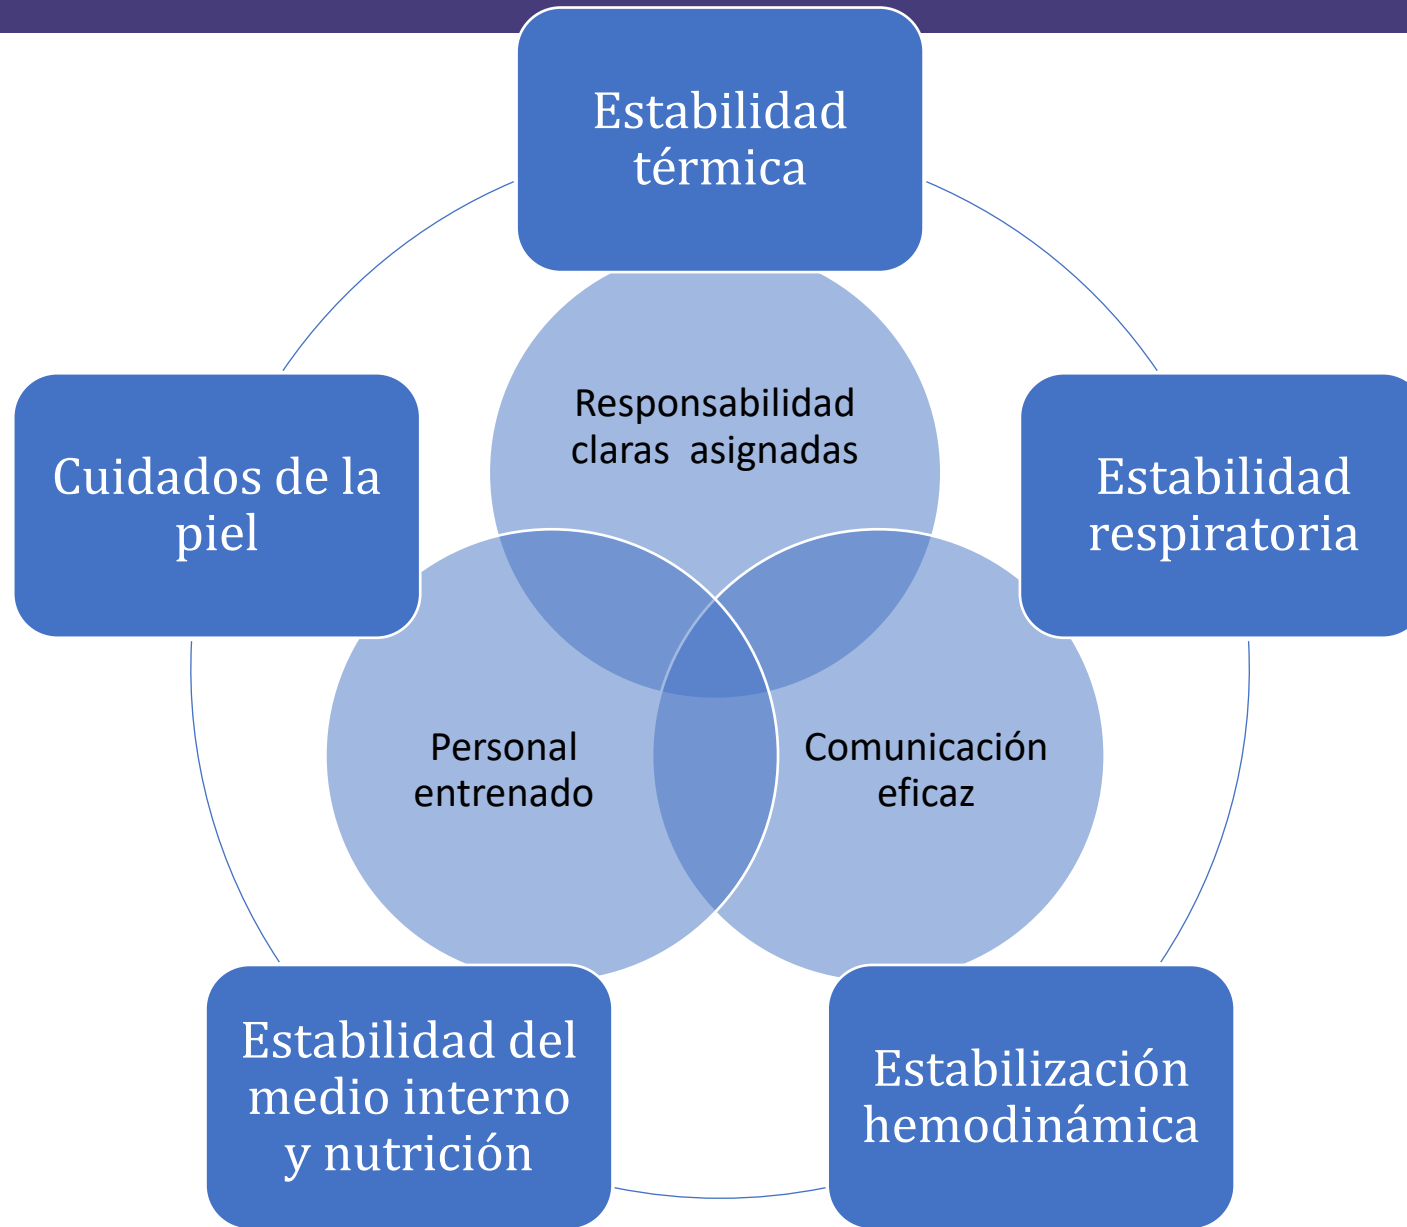 Estabilidad
térmica
Responsabilidad
claras  asignadas
Cuidados de la
piel
Estabilidad
respiratoria
Personal
entrenado
Comunicación
eficaz
Estabilidad del
medio interno
y nutrición
Estabilización
hemodinámica